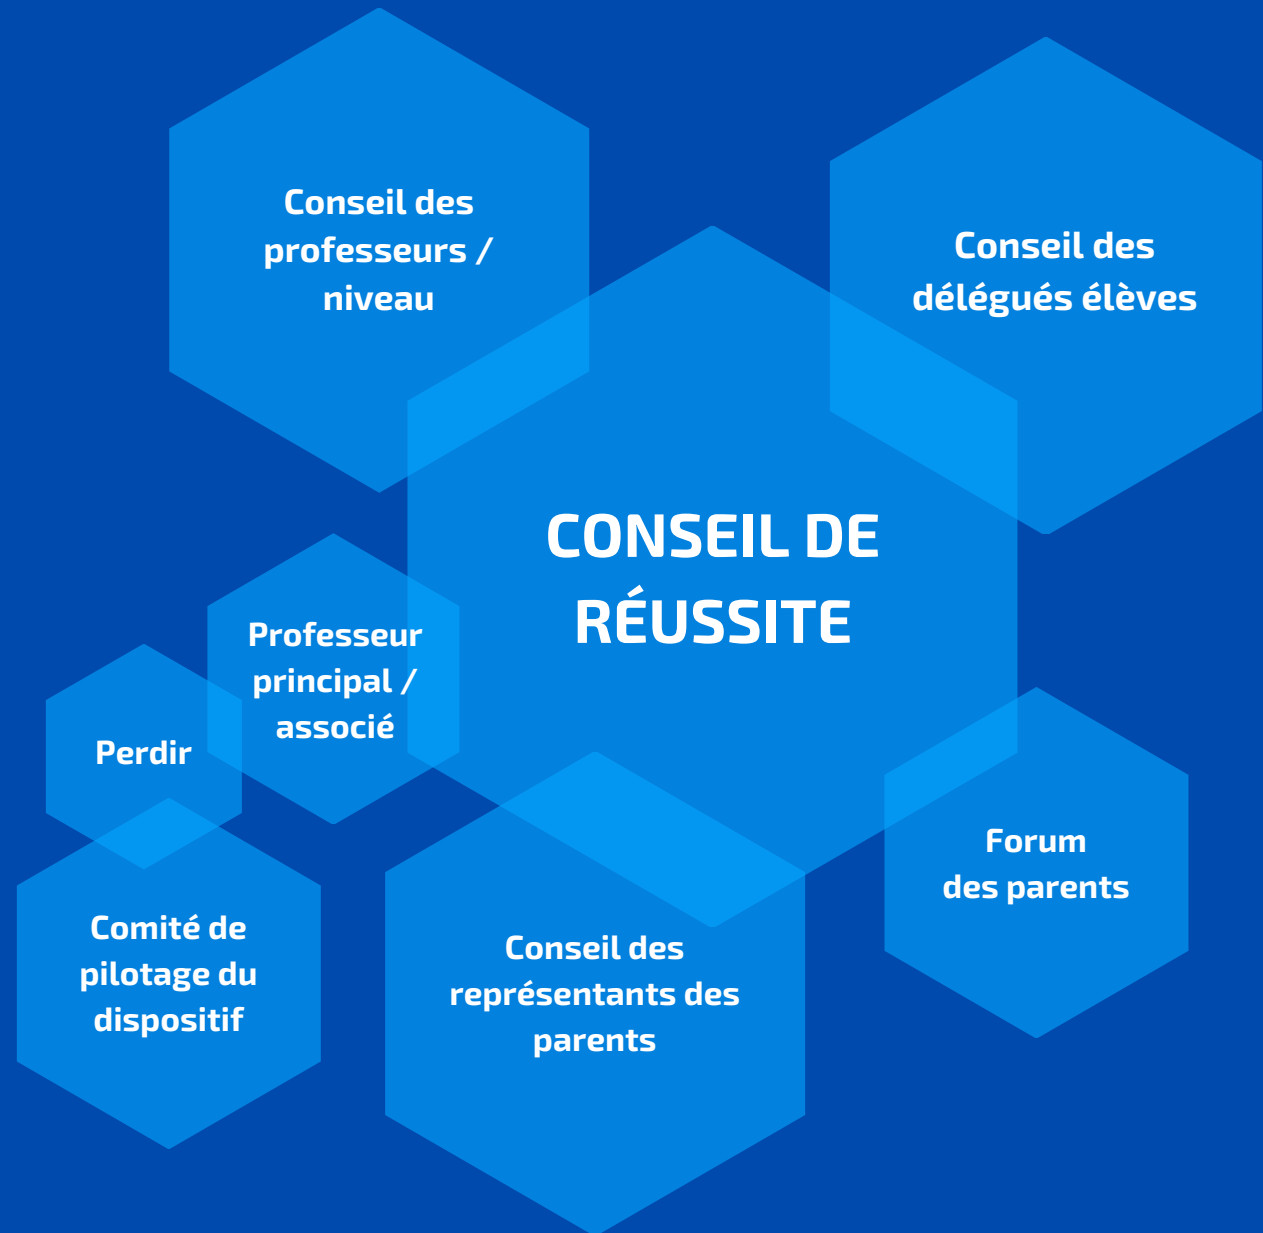 Conseil des
professeurs /
niveau
Conseil des
délégués élèves
CONSEIL DE
RÉUSSITE
Professeur
principal /
associé
Perdir
Forum
des parents
Comité de
pilotage du
dispositif
Conseil des
représentants des
parents